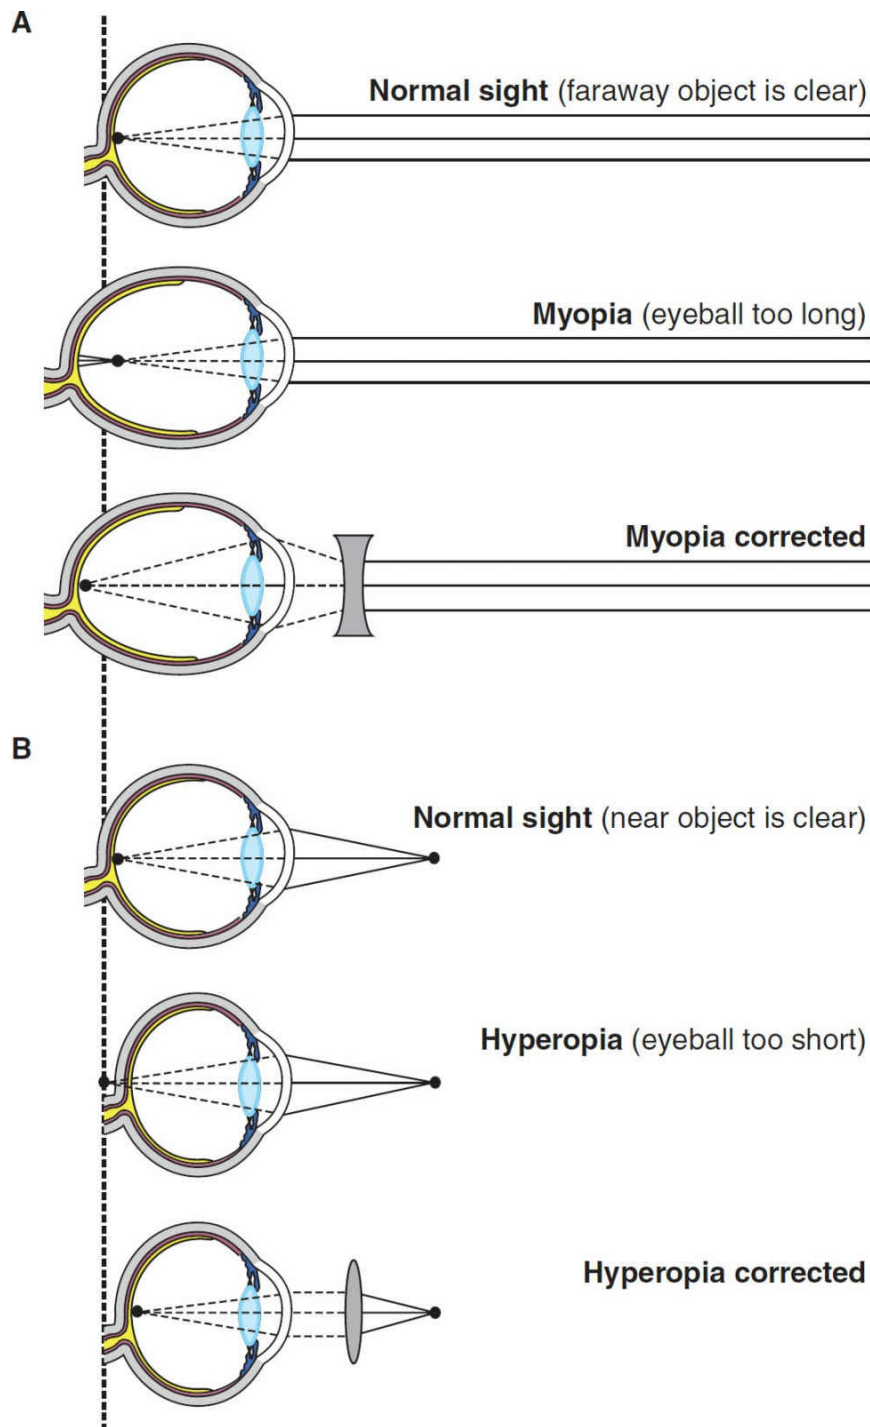 A
Normal sight (faraway object is clear)
Myopia (eyeball too long)
Myopia corrected
B
Normal sight (near object is clear)
Hyperopia (eyeball too short)
Hyperopia corrected